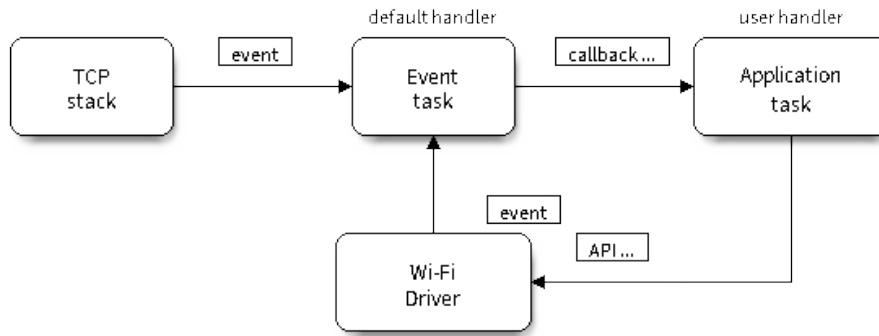 default handler
user handler
event
callback ...
TCP
stack
Event
task
Application
task
event
API ...
Wi-Fi
Driver